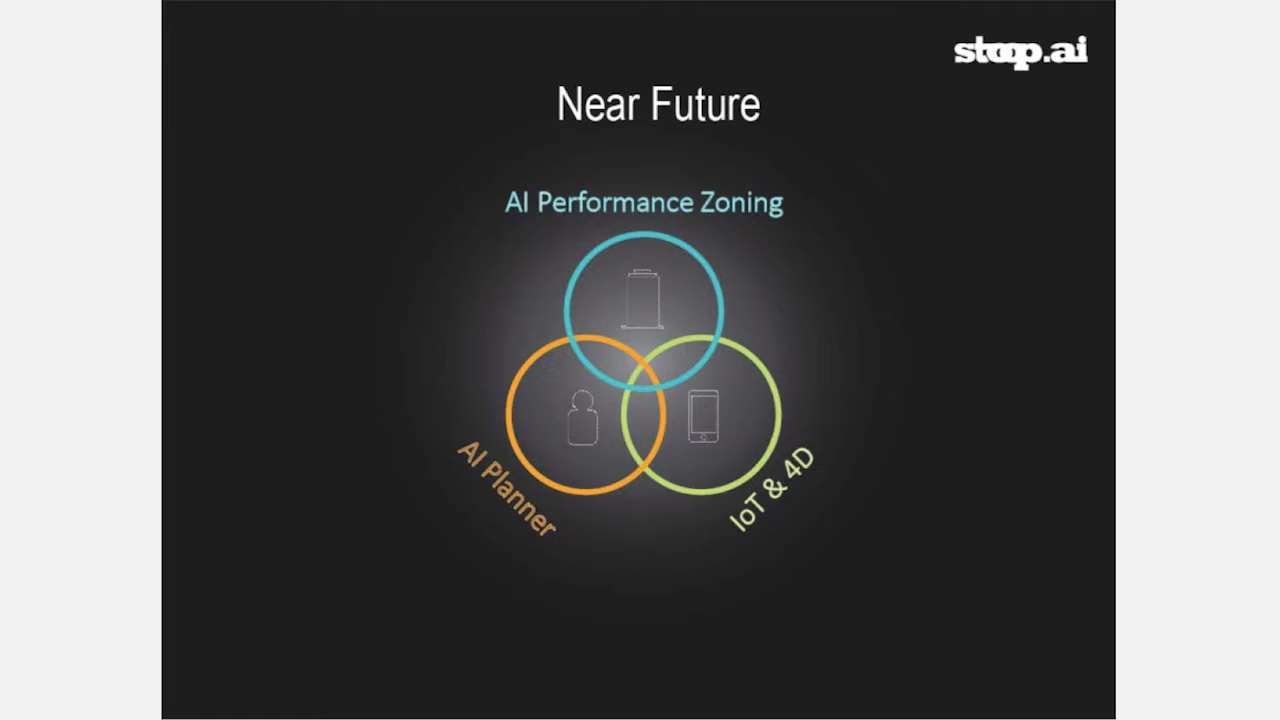 stoop.ai
Near Future
AI Performance Zoning
AI Planner
IoT & 4D